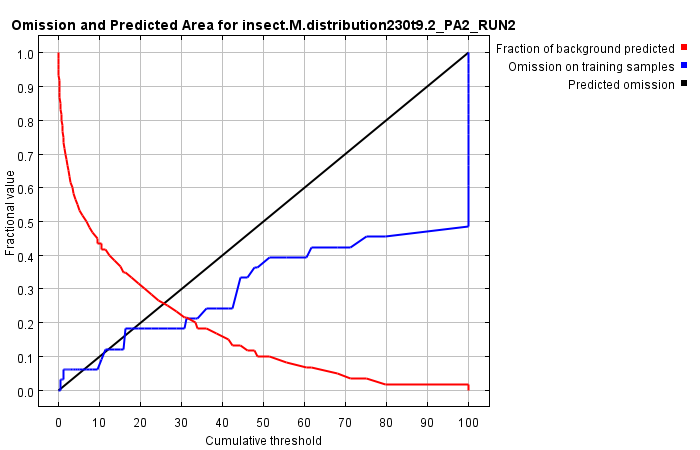 Omission and Predicted Area for insect.M.distribution230t9.2_PA2_RUN2
Fraction of background predicted
Omission on training samples
Predicted omission
Fractional value
1.0
0.9
0.8
0.7
0.6
0.5
0.4
0.3
0.2
0.1
0.0
0 10 20 30 40 50 60 70 80 90 100
Cumulative threshold